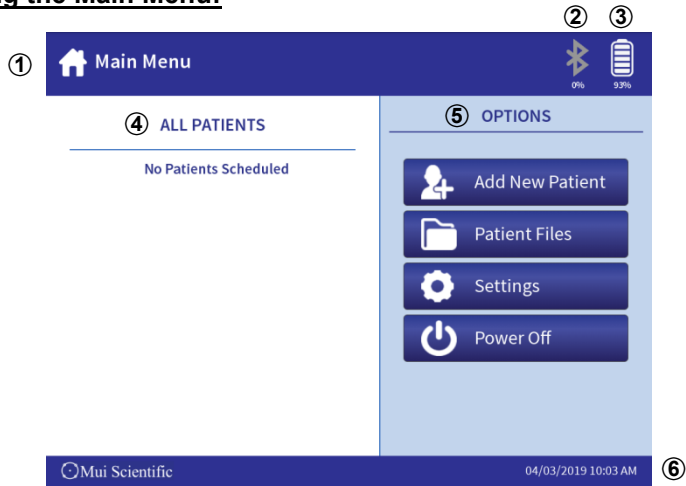 g the Main Menu:
② ③
① Main Menu
0% 93%
④ ALL PATIENTS
No Patients Scheduled
⑤ OPTIONS
Add New Patient
Patient Files
Settings
Power Off
Mui Scientific
04/03/2019 10:03 AM ⑥